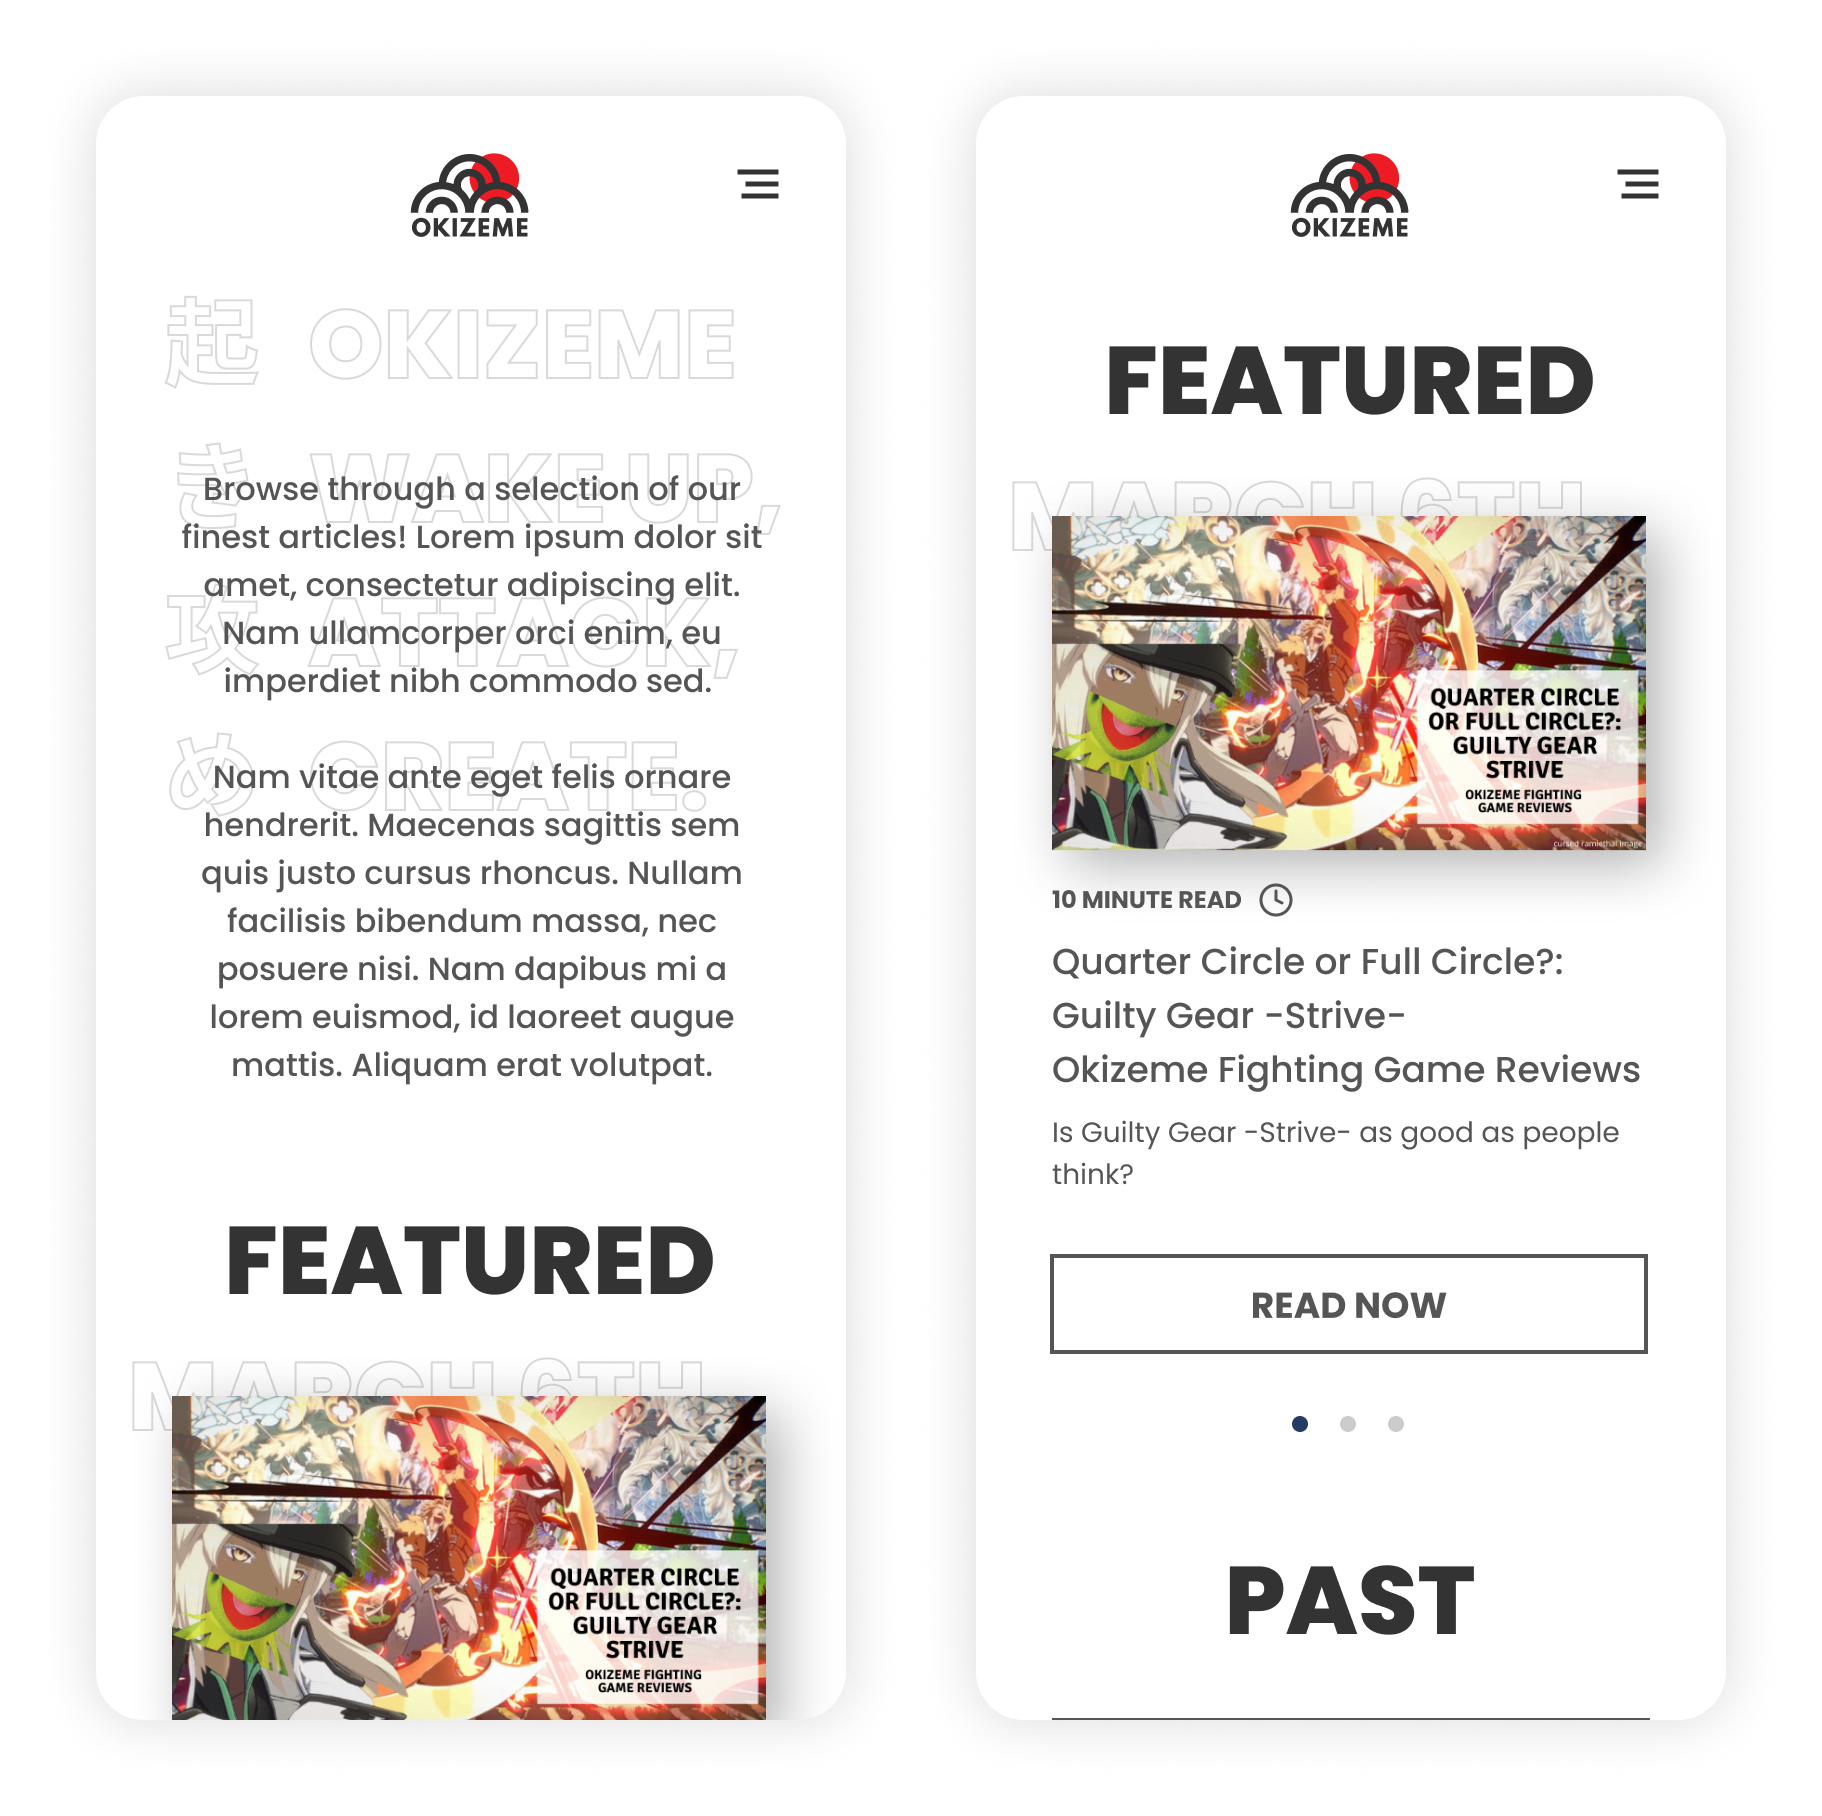 OKIZEME
起 OKIZEME
き WAKE UP,
攻 ATTACK,
め CREATE.
Browse through a selection of our
finest articles! Lorem ipsum dolor sit
amet, consectetur adipiscing elit.
Nam ullamcorper orci enim, eu
imperdiet nibh commodo sed.
Nam vitae ante eget felis ornare
hendrerit. Maecenas sagittis sem
quis justo cursus rhoncus. Nullam
facilisis bibendum massa, nec
posuere nisi. Nam dapibus mi a
lorem euismod, id laoreet augue
mattis. Aliquam erat volutpat.
FEATURED
MARCH 6TH
QUARTER CIRCLE
OR FULL CIRCLE?:
GUILTY GEAR
STRIVE
OKIZEME FIGHTING
GAME REVIEWS
OKIZEME
FEATURED
MARCH 6TH
QUARTER CIRCLE
OR FULL CIRCLE?:
GUILTY GEAR
STRIVE
OKIZEME FIGHTING
GAME REVIEWS
cursed ramlethal image
10 MINUTE READ
Quarter Circle or Full Circle?:
Guilty Gear -Strive-
Okizeme Fighting Game Reviews
Is Guilty Gear -Strive- as good as people
think?
READ NOW
PAST